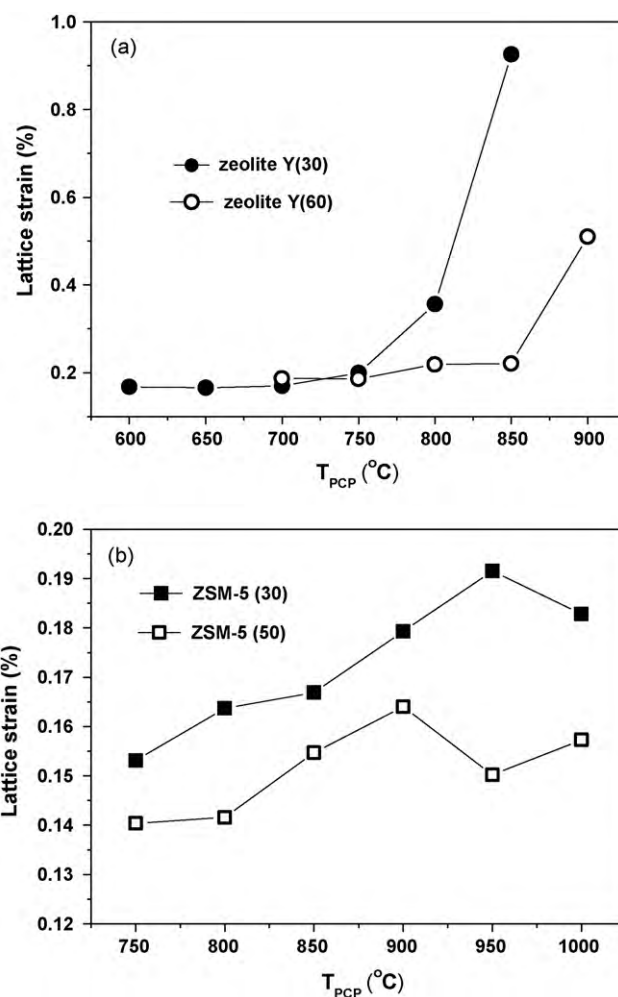 (a)
zeolite Y(30)
zeolite Y(60)
Lattice strain (%)
1.0
0.8
0.6
0.4
0.2
600 650 700 750 800 850 900
T_PCP (°C)
(b)
ZSM-5 (30)
ZSM-5 (50)
Lattice strain (%)
0.20
0.19
0.18
0.17
0.16
0.15
0.14
0.13
0.12
750 800 850 900 950 1000
T_PCP (°C)